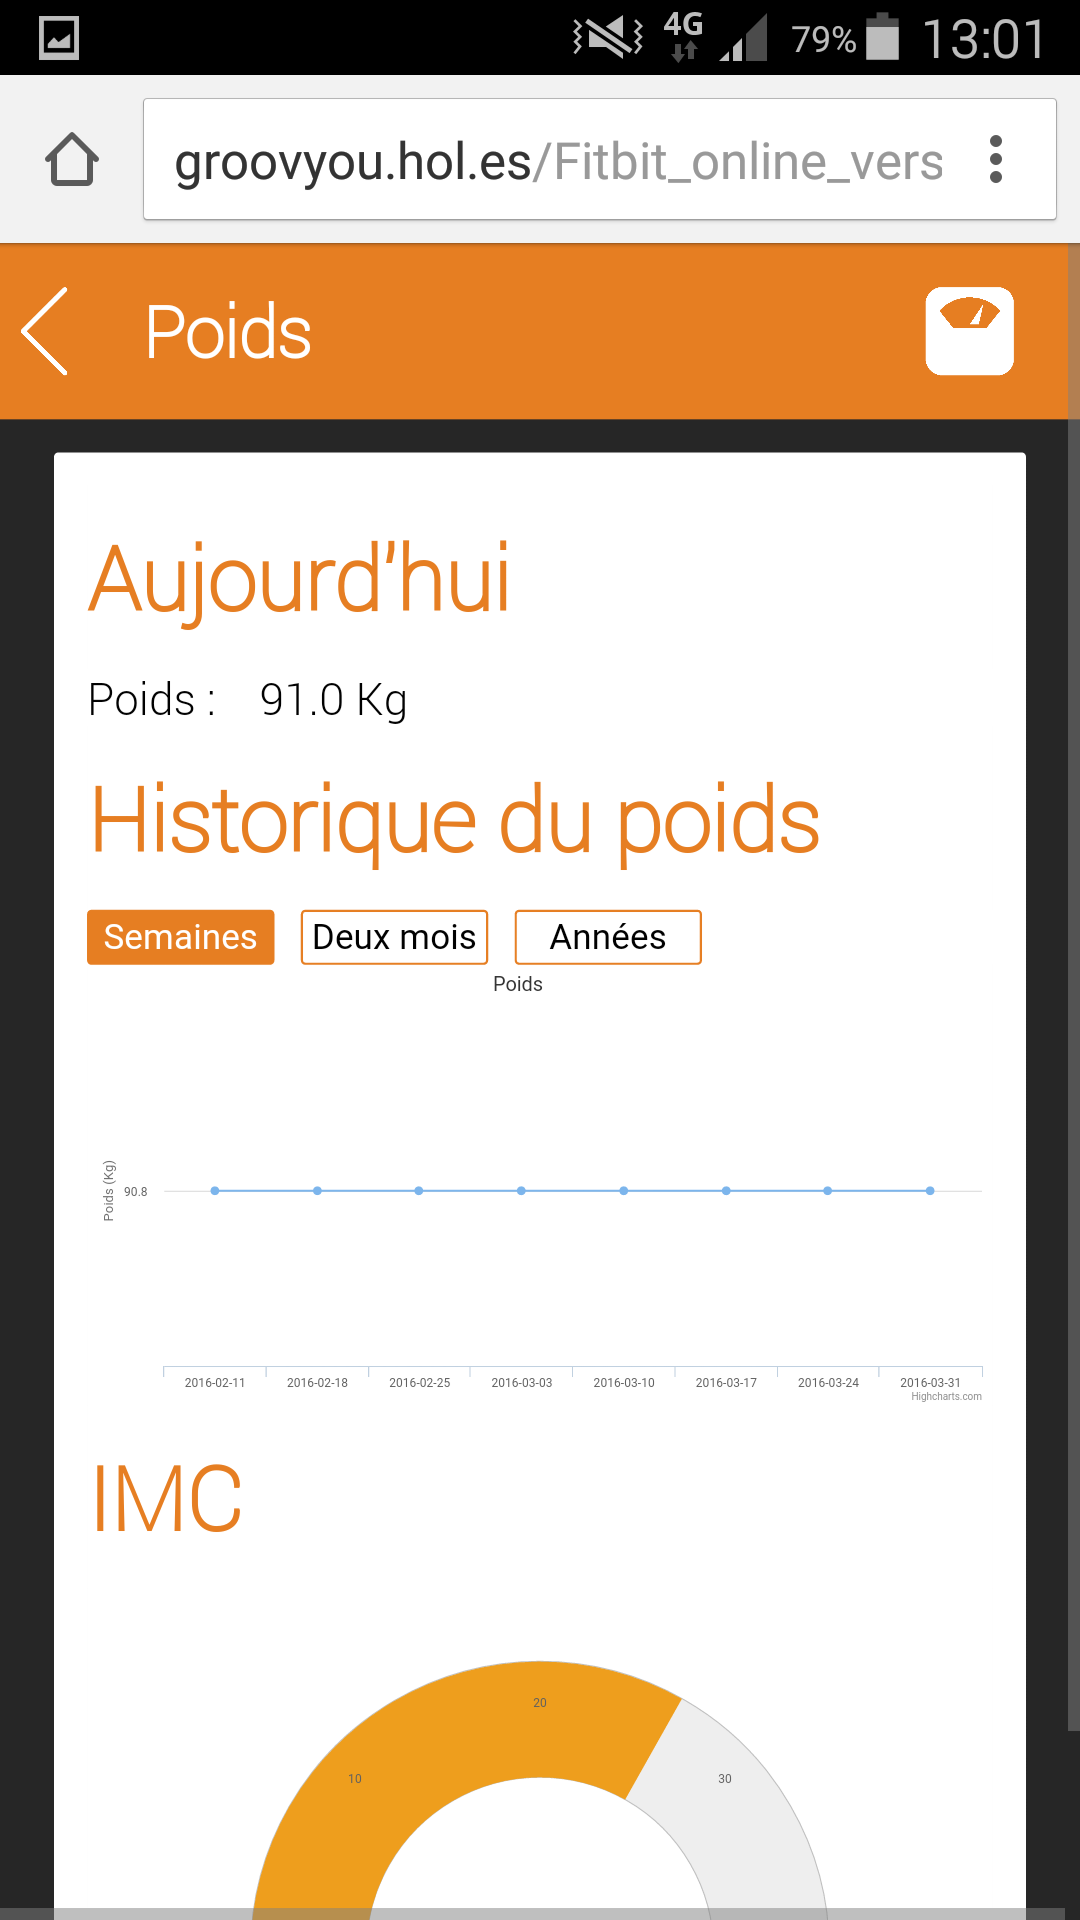 4G 79% 13:01
groovyou.hol.es/Fitbit_online_vers
Poids
Aujourd'hui
Poids : 91.0 Kg
Historique du poids
Semaines Deux mois Années
Poids
Poids (Kg)
90.8
2016-02-11 2016-02-18 2016-02-25 2016-03-03 2016-03-10 2016-03-17 2016-03-24 2016-03-31
Highcharts.com
IMC
20
10 30